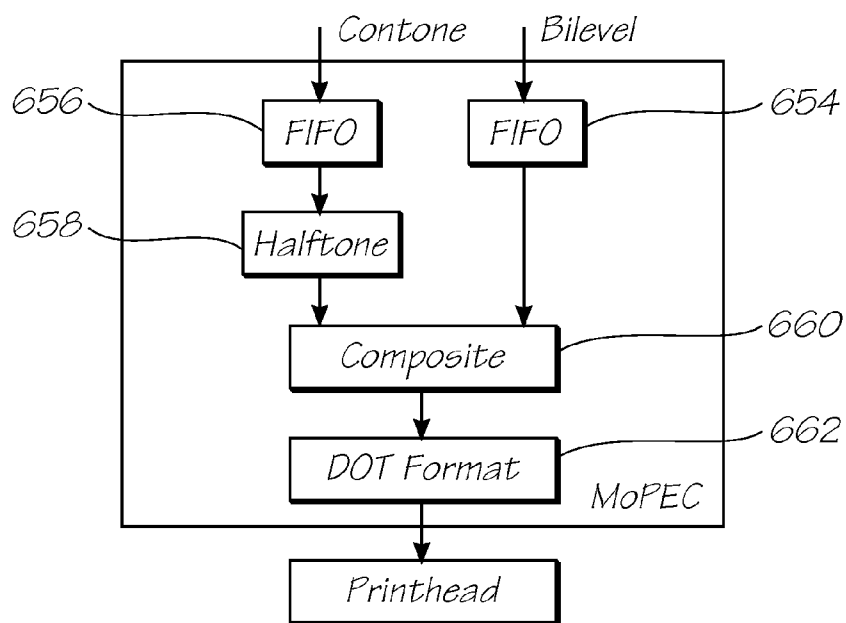 Contone
Bilevel
656
FIFO
FIFO
654
658
Halftone
Composite
660
DOT Format
662
MoPEC
Printhead